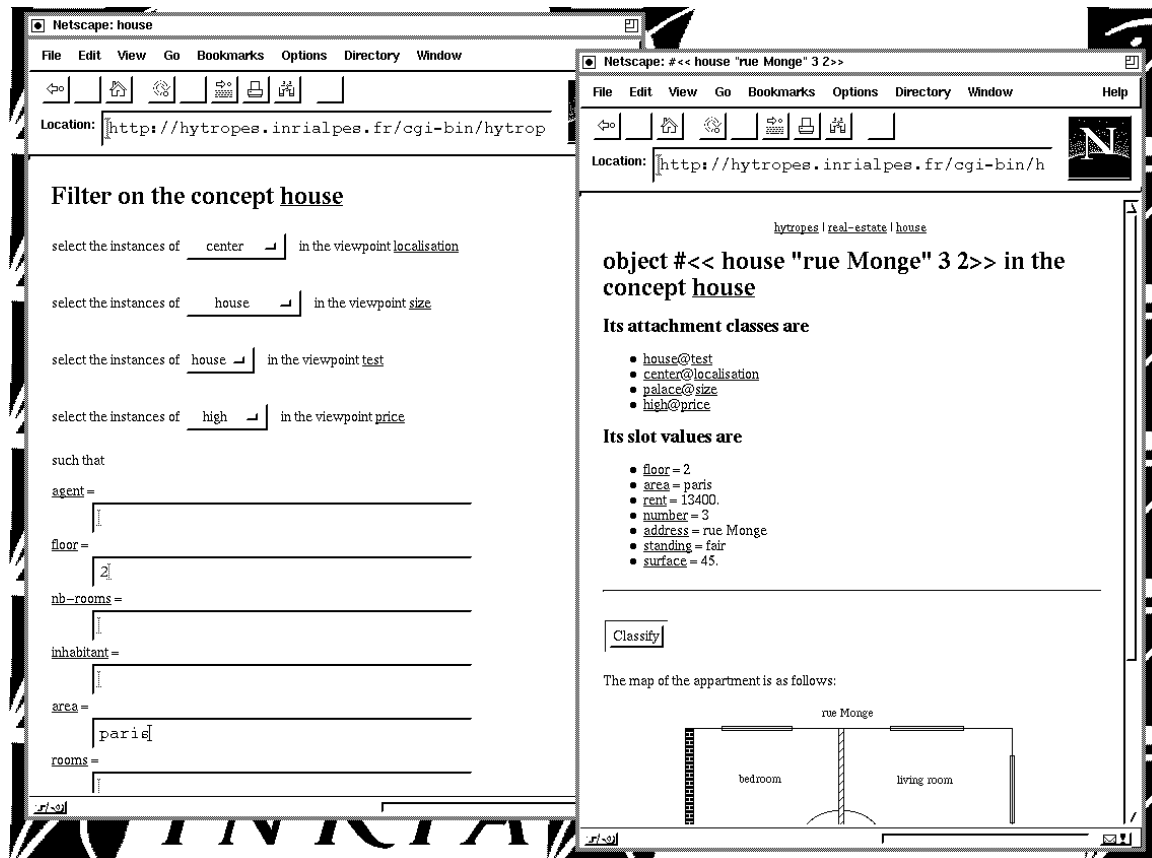 Netscape: house
File Edit View Go Bookmarks Options Directory Window
Location: http://hytropes.inrialpes.fr/cgi-bin/hytrop
Filter on the concept house
select the instances of center in the viewpoint localisation
select the instances of house in the viewpoint size
select the instances of house in the viewpoint test
select the instances of high in the viewpoint price
such that
agent =
floor =
2
nb-rooms =
inhabitant =
area =
paris
rooms =
Netscape: #<< house "rue Monge" 3 2>>
File Edit View Go Bookmarks Options Directory Window Help
N
Location: http://hytropes.inrialpes.fr/cgi-bin/h
hytropes | real-estate | house
object #<< house "rue Monge" 3 2>> in the
concept house
Its attachment classes are
house@test
center@localisation
palace@size
high@price
Its slot values are
floor = 2
area = paris
rent = 13400.
number = 3
address = rue Monge
standing = fair
surface = 45.
Classify
The map of the appartment is as follows:
rue Monge
bedroom living room
INRIA